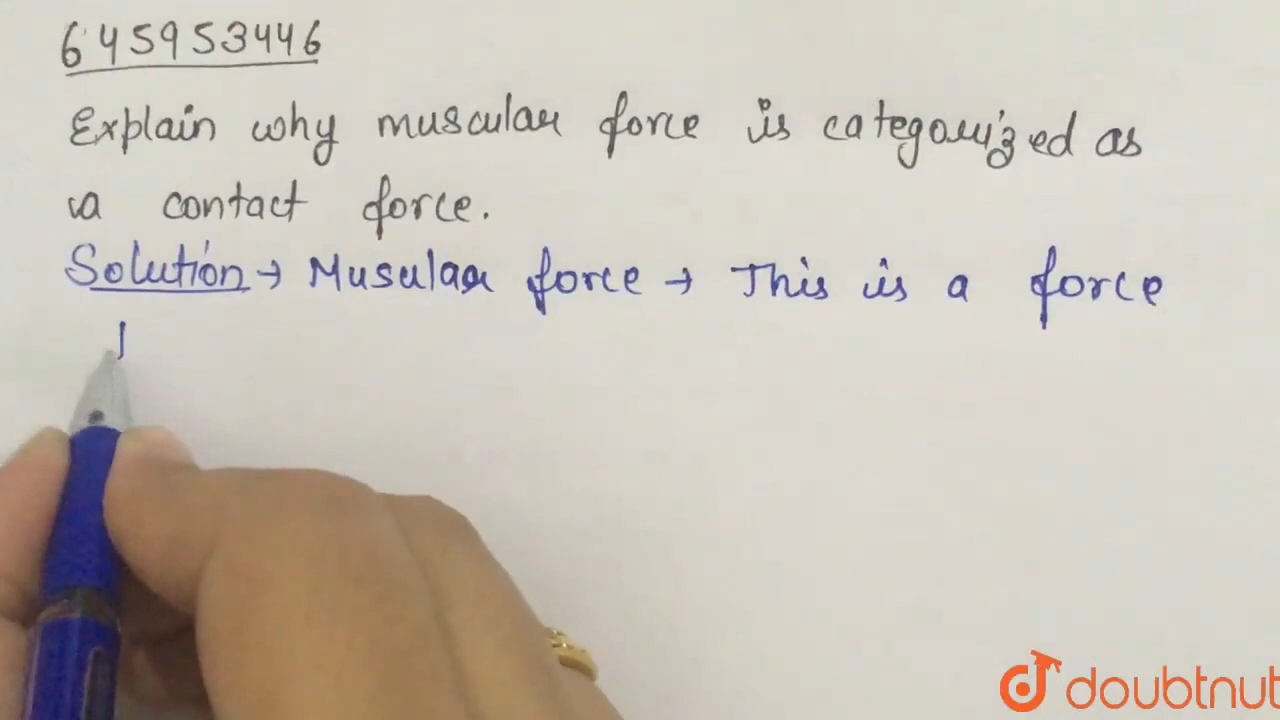 645953446
Explain why muscular force is categorized as
a contact force.
Solution → Musular force → This is a force
doubtnut